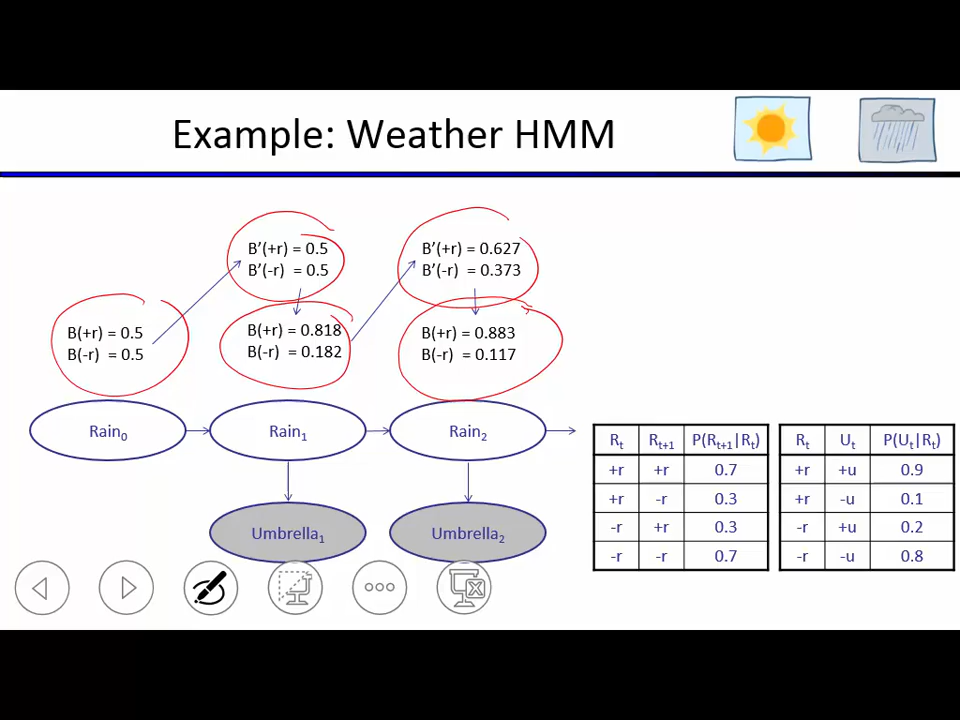 Example: Weather HMM
B’(+r) = 0.5
B’(-r) = 0.5
B’(+r) = 0.627
B’(-r) = 0.373
B(+r) = 0.5
B(-r) = 0.5
B(+r) = 0.818
B(-r) = 0.182
B(+r) = 0.883
B(-r) = 0.117
Rain0
Rain1
Rain2
Umbrella1
Umbrella2
Rt Rt+1 P(Rt+1|Rt)
+r +r 0.7
+r -r 0.3
-r +r 0.3
-r -r 0.7
Rt Ut P(Ut|Rt)
+r +u 0.9
+r -u 0.1
-r +u 0.2
-r -u 0.8